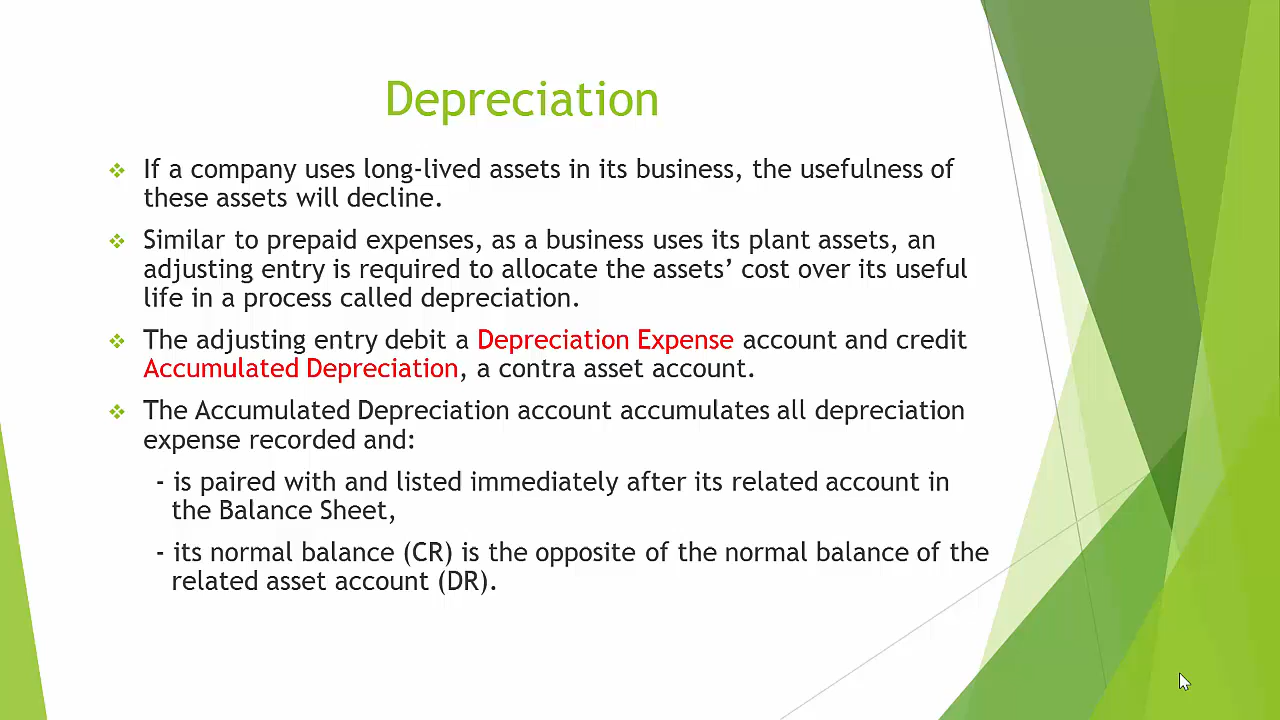 Depreciation
If a company uses long-lived assets in its business, the usefulness of
these assets will decline.
Similar to prepaid expenses, as a business uses its plant assets, an
adjusting entry is required to allocate the assets’ cost over its useful
life in a process called depreciation.
The adjusting entry debit a Depreciation Expense account and credit
Accumulated Depreciation, a contra asset account.
The Accumulated Depreciation account accumulates all depreciation
expense recorded and:
- is paired with and listed immediately after its related account in
the Balance Sheet,
- its normal balance (CR) is the opposite of the normal balance of the
related asset account (DR).